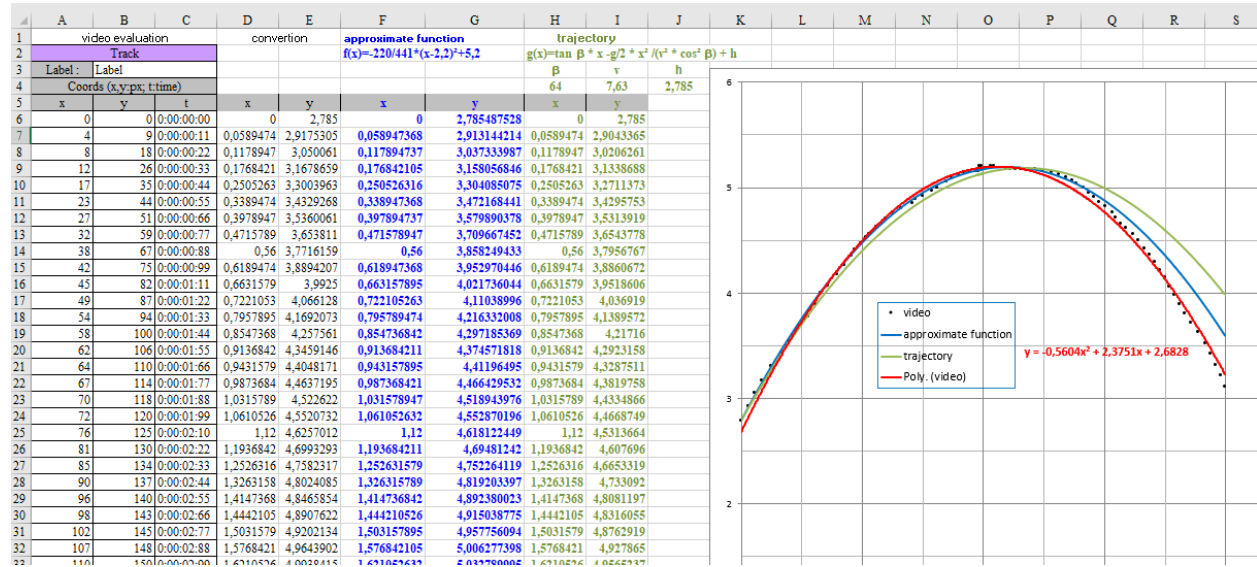 A B C D E F G H I J K L M N O P Q R S
1 video evaluation convertion approximate function trajectory
2 Track f(x)=-220/441*(x-2,2)²+5,2 g(x)=tan β * x -g/2 * x² /(v² * cos² β) + h
3 Label : Label β v h
4 Coords (x,y:px; t:time) 64 7,63 2,785
5 x y t x y x y x y
6 0 0 0:00:00:00 0 2,785 0 2,785487528 0 2,785
7 4 9 0:00:00:11 0,0589474 2,9175305 0,058947368 2,913144214 0,0589474 2,9043365
8 8 18 0:00:00:22 0,1178947 3,050061 0,117894737 3,037333987 0,1178947 3,0206261
9 12 26 0:00:00:33 0,1768421 3,1678659 0,176842105 3,158056846 0,1768421 3,1338688
10 17 35 0:00:00:44 0,2505263 3,3003963 0,250526316 3,304085075 0,2505263 3,2711373
11 23 44 0:00:00:55 0,3389474 3,4329268 0,338947368 3,472168441 0,3389474 3,4295753
12 27 51 0:00:00:66 0,3978947 3,5360061 0,397894737 3,579890378 0,3978947 3,5313919
13 32 59 0:00:00:77 0,4715789 3,653811 0,471578947 3,709667452 0,4715789 3,6543778
14 38 67 0:00:00:88 0,56 3,7716159 0,56 3,858249433 0,56 3,7956767
15 42 75 0:00:00:99 0,6189474 3,8894207 0,618947368 3,952970446 0,6189474 3,8860672
16 45 82 0:00:01:11 0,6631579 3,9925 0,663157895 4,021736044 0,6631579 3,9518606
17 49 87 0:00:01:22 0,7221053 4,066128 0,722105263 4,11038996 0,7221053 4,036919
18 54 94 0:00:01:33 0,7957895 4,1692073 0,795789474 4,216332008 0,7957895 4,1389572
19 58 100 0:00:01:44 0,8547368 4,257561 0,854736842 4,297185369 0,8547368 4,21716
20 62 106 0:00:01:55 0,9136842 4,3459146 0,913684211 4,374571818 0,9136842 4,2923158
21 64 110 0:00:01:66 0,9431579 4,4048171 0,943157895 4,41196495 0,9431579 4,3287511
22 67 114 0:00:01:77 0,9873684 4,4637195 0,987368421 4,466429532 0,9873684 4,3819758
23 70 118 0:00:01:88 1,0315789 4,522622 1,031578947 4,518943976 1,0315789 4,4334866
24 72 120 0:00:01:99 1,0610526 4,5520732 1,061052632 4,552870196 1,0610526 4,4668749
25 76 125 0:00:02:10 1,12 4,6257012 1,12 4,618122449 1,12 4,5313664
26 81 130 0:00:02:22 1,1936842 4,6993293 1,193684211 4,69481242 1,1936842 4,607696
27 85 134 0:00:02:33 1,2526316 4,7582317 1,252631579 4,752264119 1,2526316 4,6653319
28 90 137 0:00:02:44 1,3263158 4,8024085 1,326315789 4,819203397 1,3263158 4,733092
29 96 140 0:00:02:55 1,4147368 4,8465854 1,414736842 4,892380023 1,4147368 4,8081197
30 98 143 0:00:02:66 1,4442105 4,8907622 1,444210526 4,915038775 1,4442105 4,8316055
31 102 145 0:00:02:77 1,5031579 4,9202134 1,503157895 4,957756094 1,5031579 4,8762919
32 107 148 0:00:02:88 1,5768421 4,9643902 1,576842105 5,006277398 1,5768421 4,927865
33 110 150 0:00:02:99 1,6210526 4,9938415 1,621052632 5,032789995 1,6210526 4,9565237
6
5
4
3
2
video
approximate function
trajectory
Poly. (video)
y = -0,5604x² + 2,3751x + 2,6828